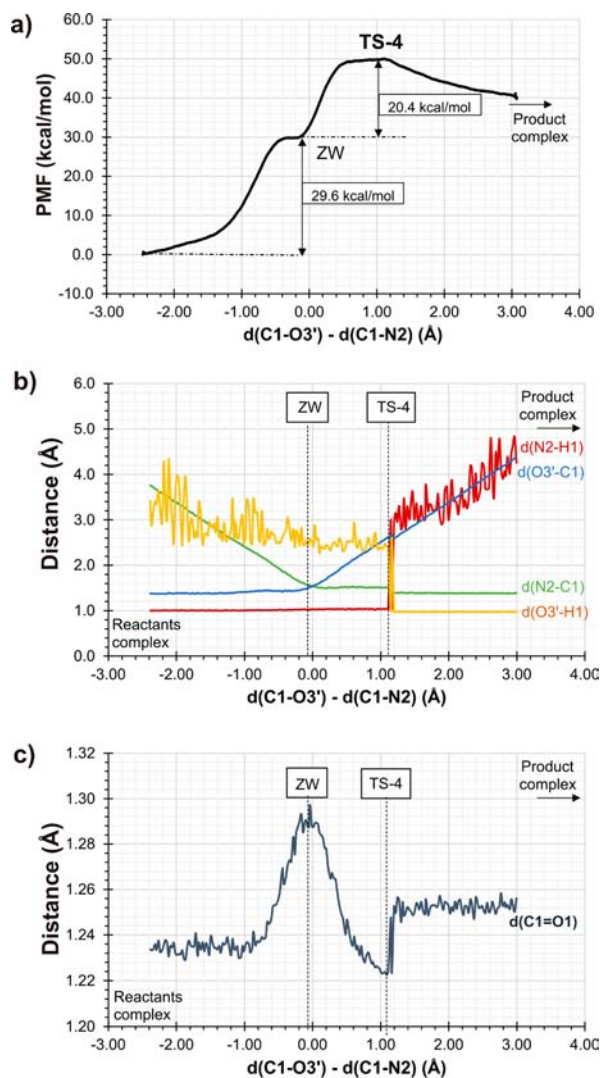 a)
60.0
50.0
40.0
30.0
20.0
10.0
0.0
-10.0
PMF (kcal/mol)
TS-4
20.4 kcal/mol
Product
complex
ZW
29.6 kcal/mol
-3.00 -2.00 -1.00 0.00 1.00 2.00 3.00 4.00
d(C1-O3') - d(C1-N2) (Å)
b)
6.0
5.0
4.0
3.0
2.0
1.0
0.0
Distance (Å)
ZW
TS-4
Product
complex
d(N2-H1)
d(O3'-C1)
d(N2-C1)
d(O3'-H1)
Reactants
complex
-3.00 -2.00 -1.00 0.00 1.00 2.00 3.00 4.00
d(C1-O3') - d(C1-N2) (Å)
c)
1.32
1.30
1.28
1.26
1.24
1.22
1.20
Distance (Å)
ZW
TS-4
Product
complex
d(C1=O1)
Reactants
complex
-3.00 -2.00 -1.00 0.00 1.00 2.00 3.00 4.00
d(C1-O3') - d(C1-N2) (Å)